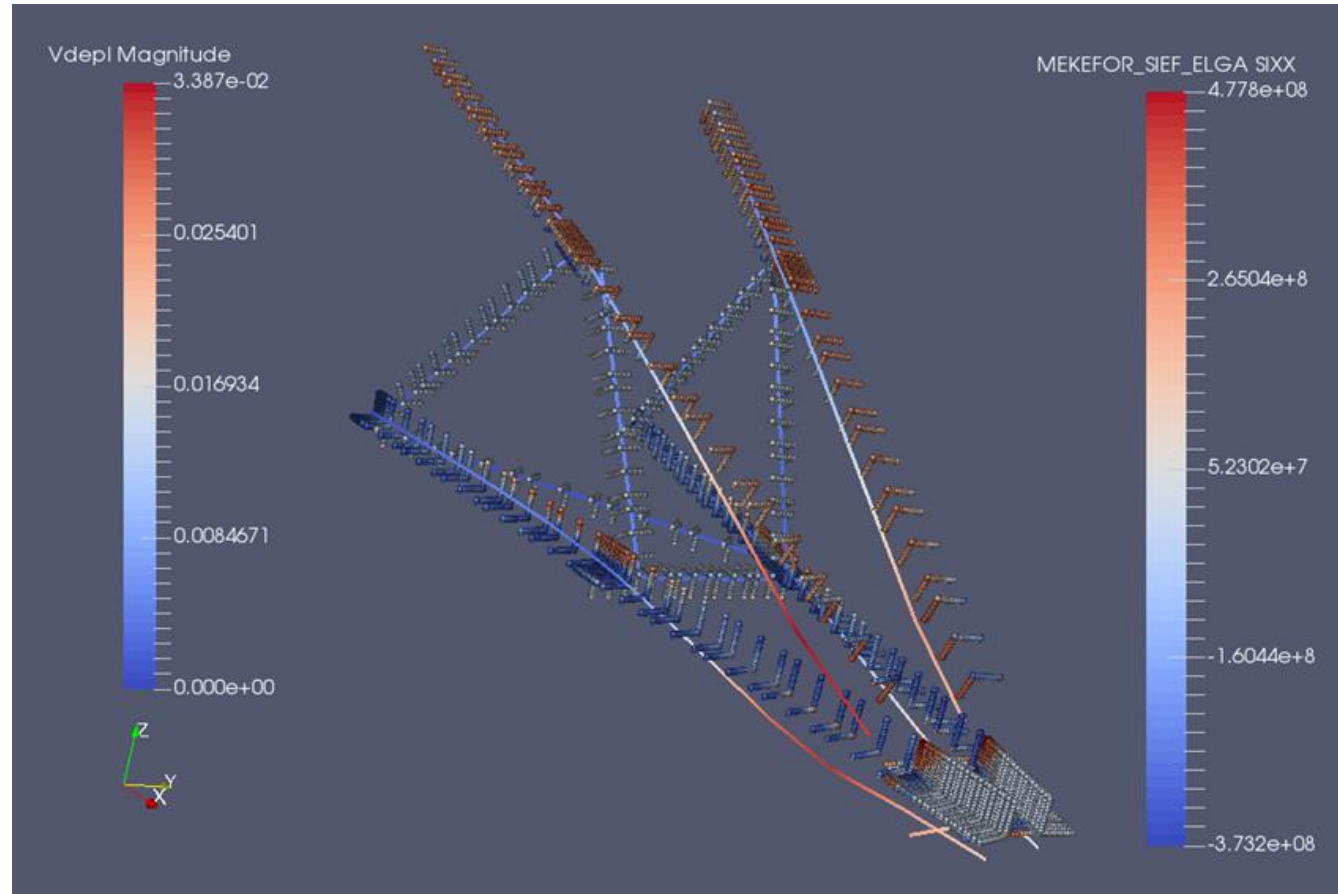 Vdepl Magnitude
3.387e-02
0.025401
0.016934
0.0084671
0.000e+00
Z
Y
X
MEKEFOR_SIEF_ELGA SIXX
4.778e+08
2.6504e+8
5.2302e+7
-1.6044e+8
-3.732e+08